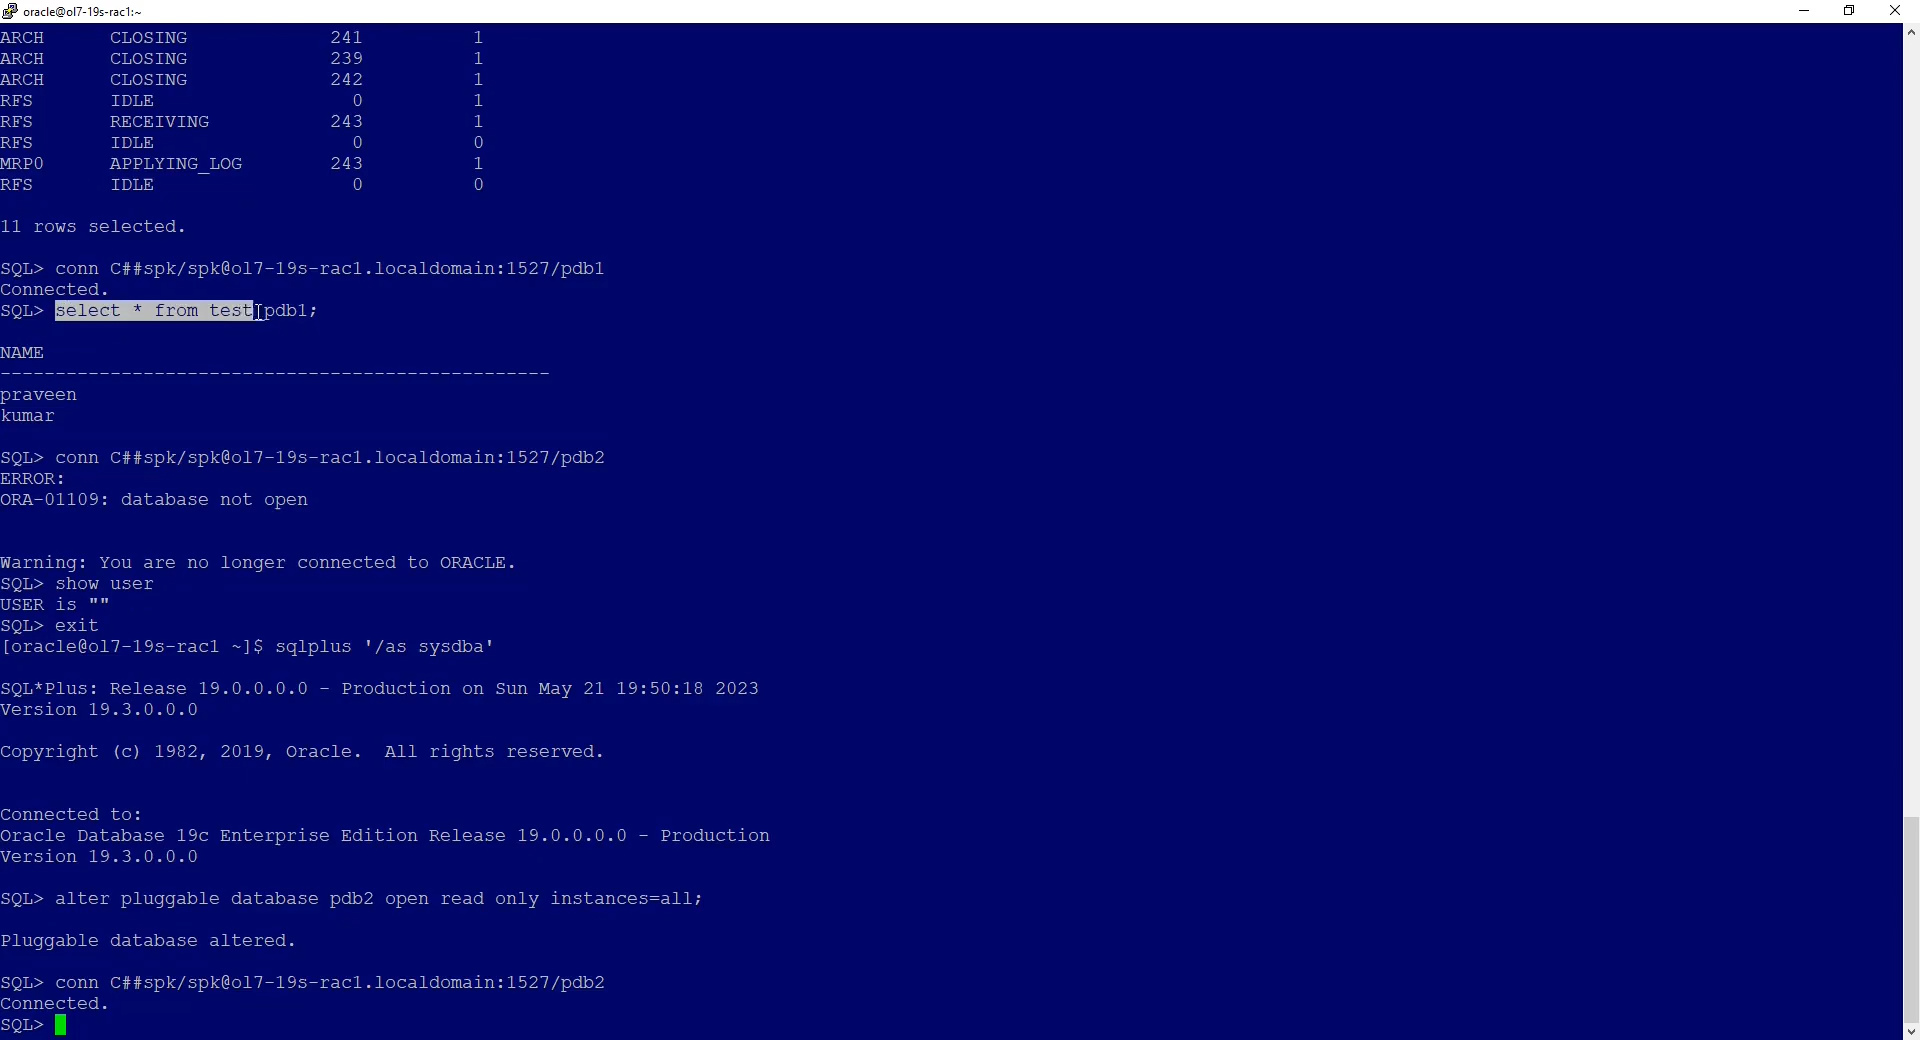 oracle@ol7-19s-rac1:~
ARCH CLOSING 241 1
ARCH CLOSING 239 1
ARCH CLOSING 242 1
RFS IDLE 0 1
RFS RECEIVING 243 1
RFS IDLE 0 0
MRP0 APPLYING_LOG 243 1
RFS IDLE 0 0
11 rows selected.
SQL> conn C##spk/spk@ol7-19s-rac1.localdomain:1527/pdb1
Connected.
SQL> select * from test pdb1;
NAME
--------------------------------------------------
praveen
kumar
SQL> conn C##spk/spk@ol7-19s-rac1.localdomain:1527/pdb2
ERROR:
ORA-01109: database not open
Warning: You are no longer connected to ORACLE.
SQL> show user
USER is ""
SQL> exit
[oracle@ol7-19s-rac1 ~]$ sqlplus '/as sysdba'
SQL*Plus: Release 19.0.0.0.0 - Production on Sun May 21 19:50:18 2023
Version 19.3.0.0.0
Copyright (c) 1982, 2019, Oracle.  All rights reserved.
Connected to:
Oracle Database 19c Enterprise Edition Release 19.0.0.0.0 - Production
Version 19.3.0.0.0
SQL> alter pluggable database pdb2 open read only instances=all;
Pluggable database altered.
SQL> conn C##spk/spk@ol7-19s-rac1.localdomain:1527/pdb2
Connected.
SQL>